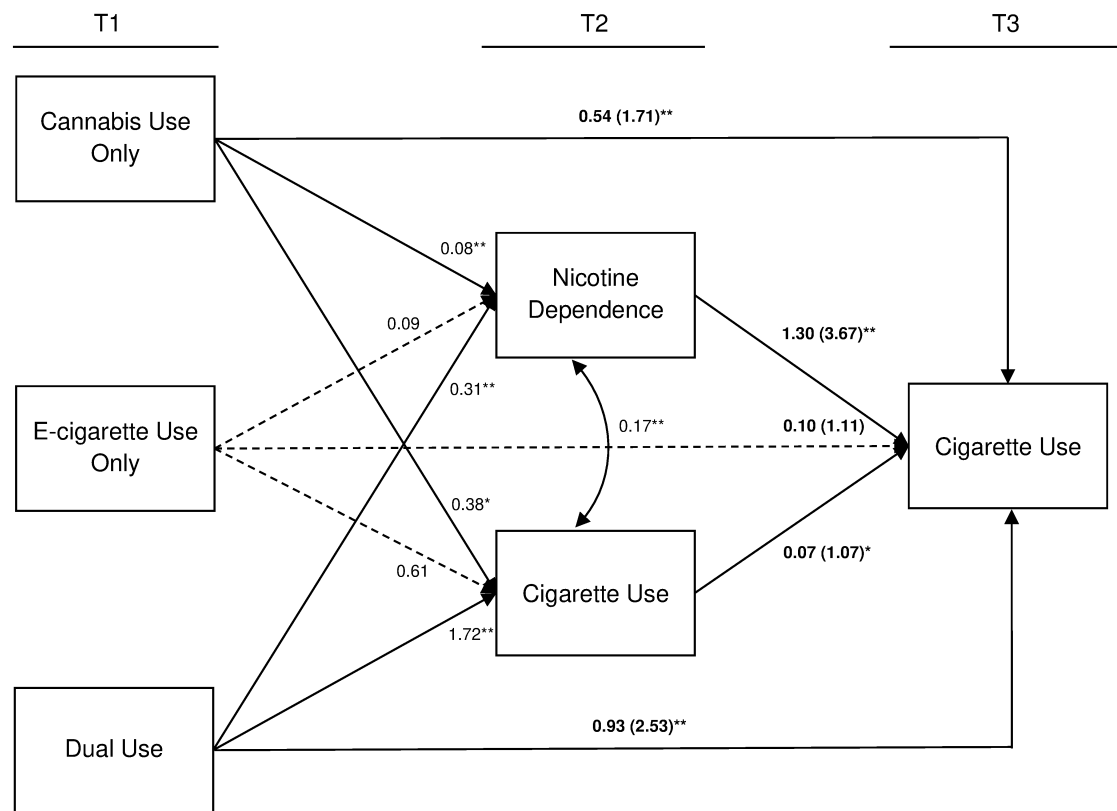 T1
T2
T3
Cannabis Use
Only
0.54 (1.71)**
0.08**
Nicotine
Dependence
0.09
1.30 (3.67)**
0.31**
E-cigarette Use
Only
0.17**
0.10 (1.11)
Cigarette Use
0.38*
0.61
Cigarette Use
0.07 (1.07)*
1.72**
Dual Use
0.93 (2.53)**